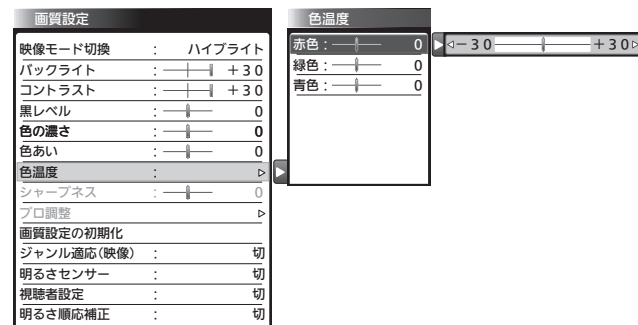 画質設定
映像モード切換 : ハイブライト
バックライト : +30
コントラスト : +30
黒レベル : 0
色の濃さ : 0
色あい : 0
色温度 : ▷
シャープネス : 0
プロ調整 ▷
画質設定の初期化
ジャンル適応(映像) : 切
明るさセンサー : 切
視聴者設定 : 切
明るさ順応補正 : 切
色温度
赤色 : 0
緑色 : 0
青色 : 0
-30 +30